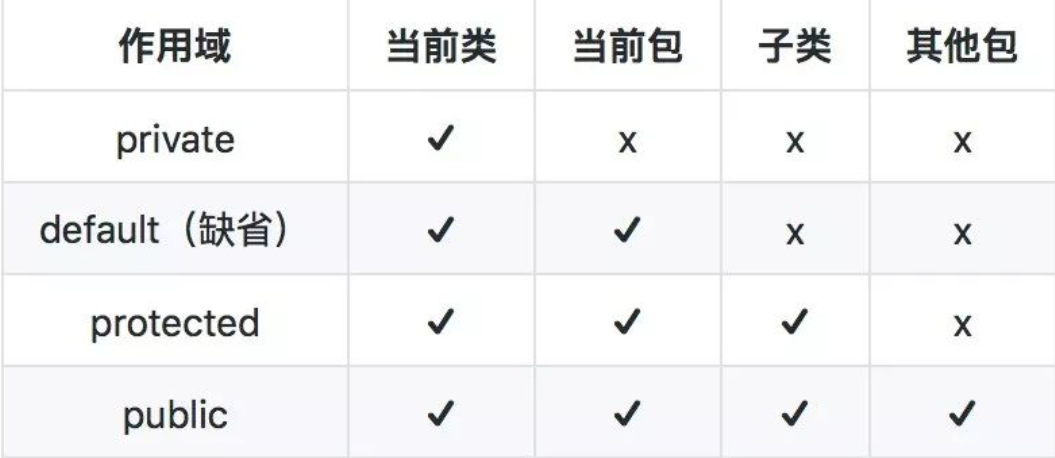 作用域 当前类 当前包 子类 其他包
private ✓ x x x
default（缺省） ✓ ✓ x x
protected ✓ ✓ ✓ x
public ✓ ✓ ✓ ✓